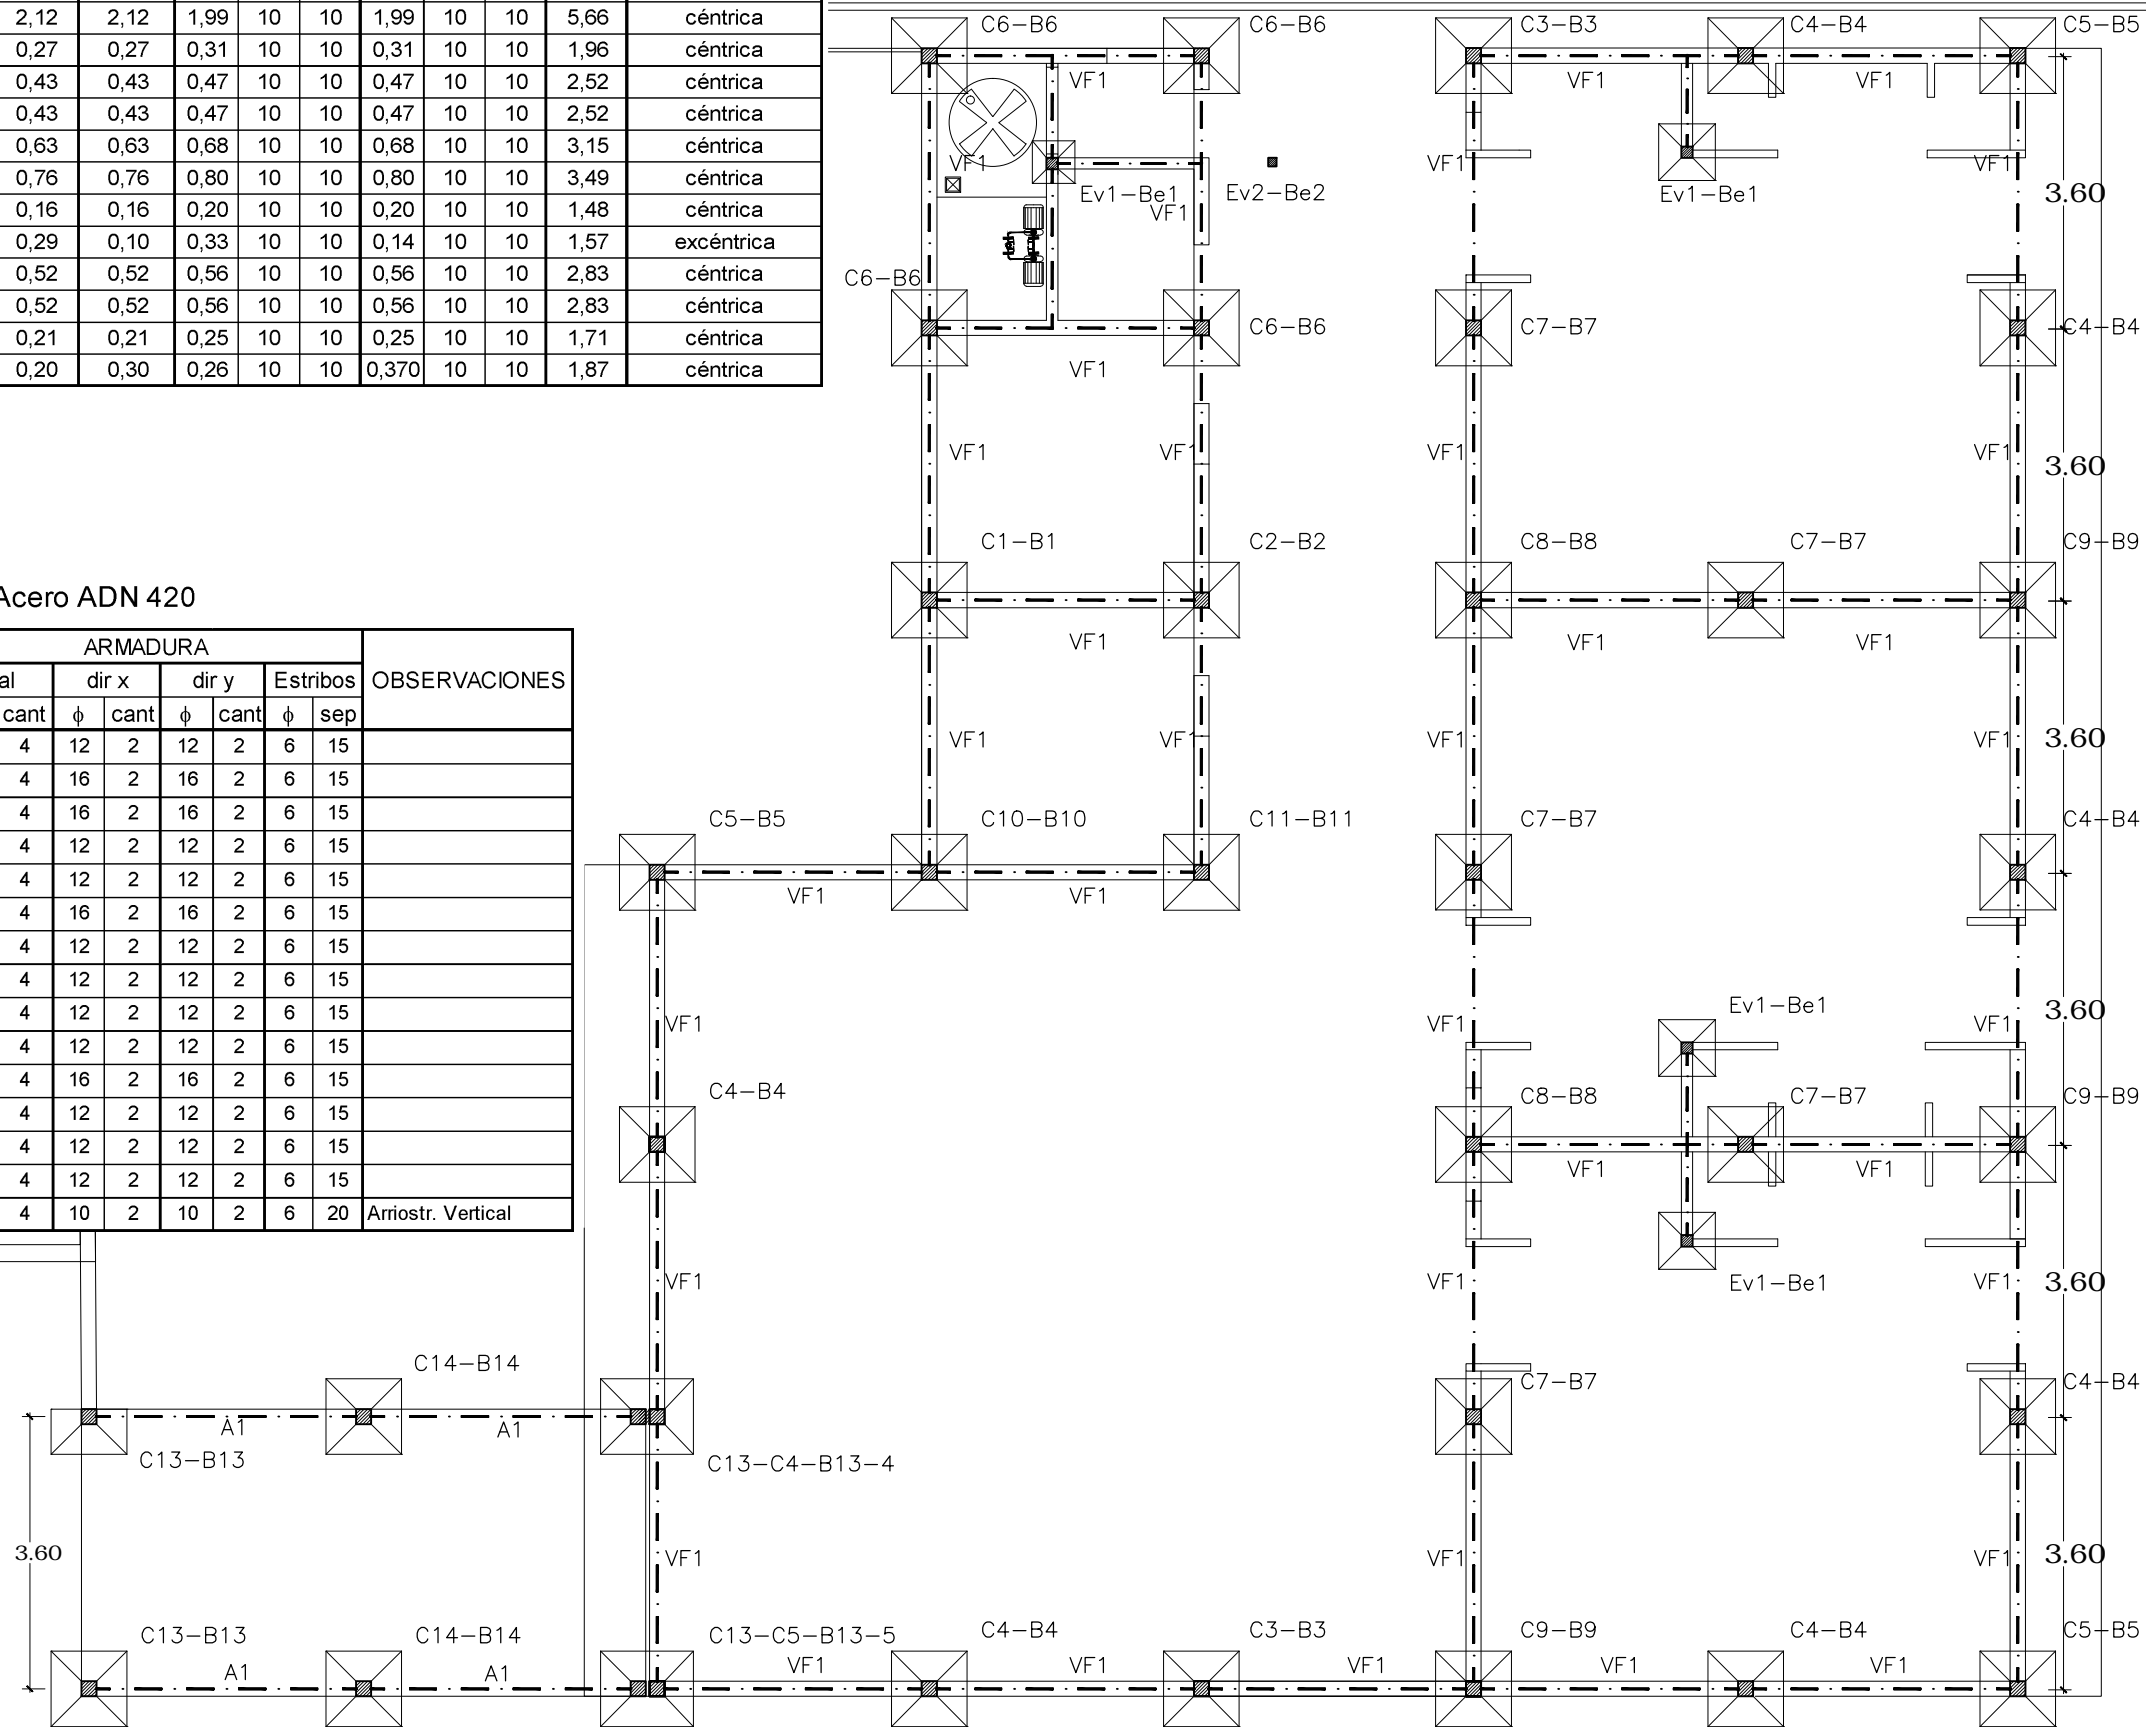 2,12 2,12 1,99 10 10 1,99 10 10 5,66 céntrica
0,27 0,27 0,31 10 10 0,31 10 10 1,96 céntrica
0,43 0,43 0,47 10 10 0,47 10 10 2,52 céntrica
0,43 0,43 0,47 10 10 0,47 10 10 2,52 céntrica
0,63 0,63 0,68 10 10 0,68 10 10 3,15 céntrica
0,76 0,76 0,80 10 10 0,80 10 10 3,49 céntrica
0,16 0,16 0,20 10 10 0,20 10 10 1,48 céntrica
0,29 0,10 0,33 10 10 0,14 10 10 1,57 excéntrica
0,52 0,52 0,56 10 10 0,56 10 10 2,83 céntrica
0,52 0,52 0,56 10 10 0,56 10 10 2,83 céntrica
0,21 0,21 0,25 10 10 0,25 10 10 1,71 céntrica
0,20 0,30 0,26 10 10 0,370 10 10 1,87 céntrica
Acero ADN 420
ARMADURA OBSERVACIONES
al dir x dir y Estribos
cant ϕ cant ϕ cant ϕ sep
4 12 2 12 2 6 15
4 16 2 16 2 6 15
4 16 2 16 2 6 15
4 12 2 12 2 6 15
4 12 2 12 2 6 15
4 16 2 16 2 6 15
4 12 2 12 2 6 15
4 12 2 12 2 6 15
4 12 2 12 2 6 15
4 12 2 12 2 6 15
4 16 2 16 2 6 15
4 12 2 12 2 6 15
4 12 2 12 2 6 15
4 12 2 12 2 6 15
4 10 2 10 2 6 20 Arriostr. Vertical
C6-B6 C6-B6 C3-B3 C4-B4 C5-B5
VF1 VF1 VF1
VF1 VF1 VF1
Ev1-Be1 Ev2-Be2 Ev1-Be1 3.60
VF1
C6-B6
C6-B6 C7-B7 C4-B4
VF1
VF1 VF1 VF1 VF1 3.60
C1-B1 C2-B2 C8-B8 C7-B7 C9-B9
VF1 VF1 VF1
VF1 VF1 VF1 VF1 3.60
C5-B5 C10-B10 C11-B11 C7-B7 C4-B4
VF1 VF1
Ev1-Be1 3.60
VF1 VF1 VF1
C4-B4 C8-B8 C7-B7 C9-B9
VF1 VF1
VF1 VF1 Ev1-Be1 VF1 3.60
C14-B14 C7-B7 C4-B4
A1 A1
C13-B13 C13-C4-B13-4
3.60 VF1 VF1 VF1 3.60
C13-B13 C14-B14 C13-C5-B13-5 C4-B4 C3-B3 C9-B9 C4-B4 C5-B5
A1 A1 VF1 VF1 VF1 VF1 VF1